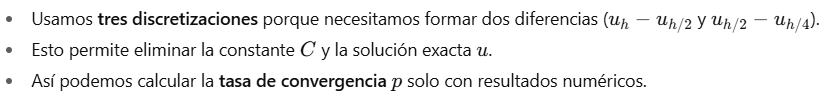 • Usamos tres discretizaciones porque necesitamos formar dos diferencias ($u_h - u_{h/2}$ y $u_{h/2} - u_{h/4}$).
• Esto permite eliminar la constante $C$ y la solución exacta $u$.
• Así podemos calcular la tasa de convergencia $p$ solo con resultados numéricos.